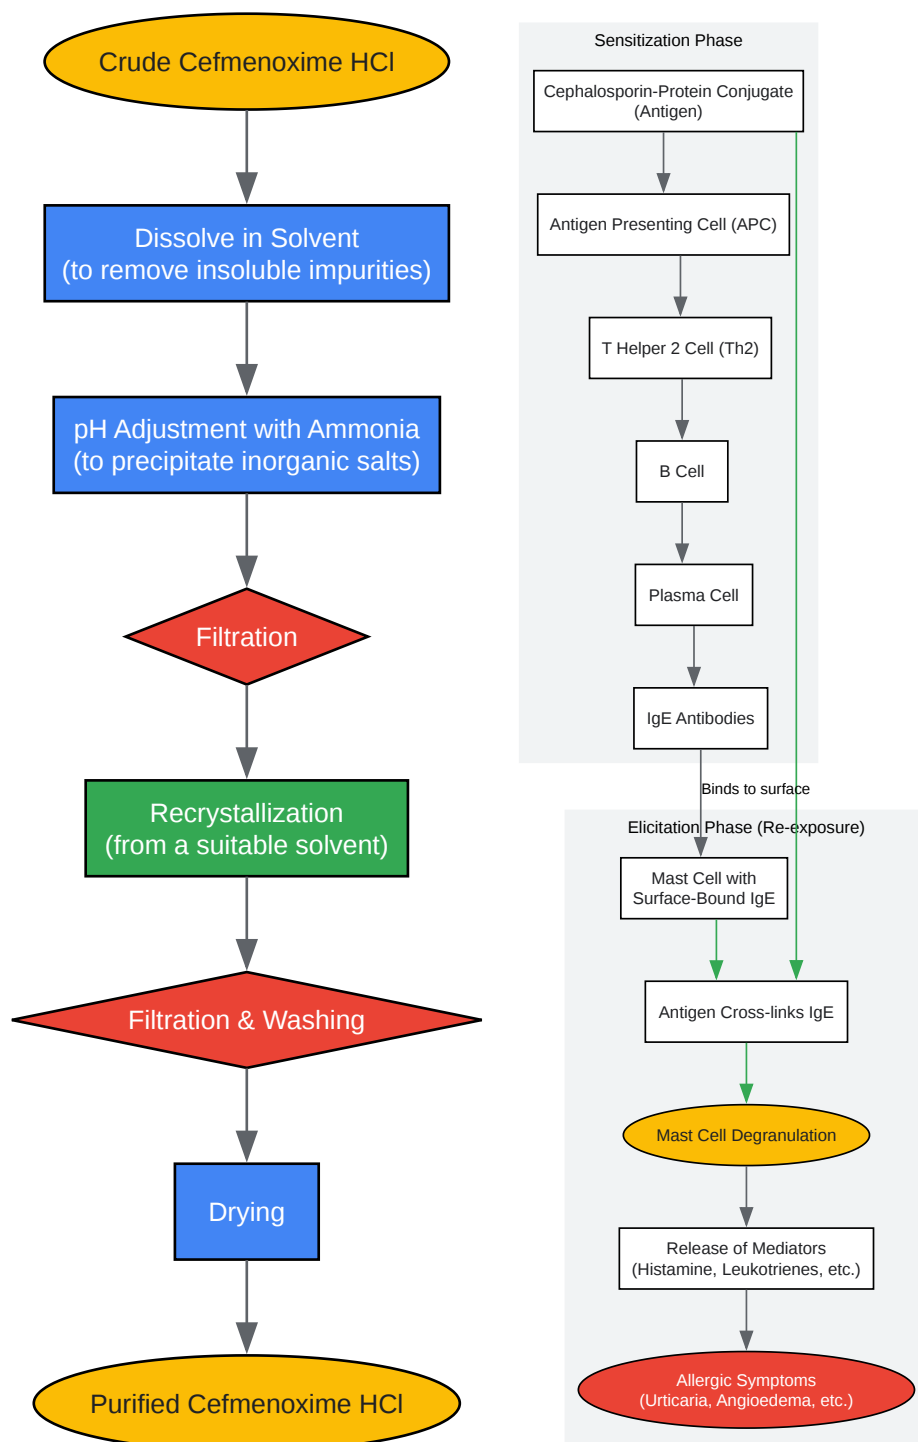 Crude Cefmenoxime HCl
Dissolve in Solvent
(to remove insoluble impurities)
pH Adjustment with Ammonia
(to precipitate inorganic salts)
Filtration
Recrystallization
(from a suitable solvent)
Filtration & Washing
Drying
Purified Cefmenoxime HCl
Sensitization Phase
Cephalosporin-Protein Conjugate
(Antigen)
Antigen Presenting Cell (APC)
T Helper 2 Cell (Th2)
B Cell
Plasma Cell
IgE Antibodies
Binds to surface
Elicitation Phase (Re-exposure)
Mast Cell with
Surface-Bound IgE
Antigen Cross-links IgE
Mast Cell Degranulation
Release of Mediators
(Histamine, Leukotrienes, etc.)
Allergic Symptoms
(Urticaria, Angioedema, etc.)